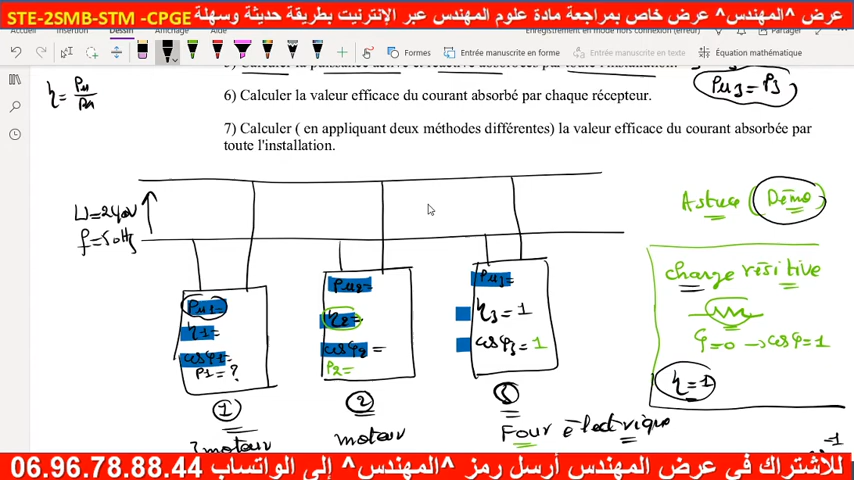 STE-2SMB-STM -CPGE عرض ^المهندس^ عرض خاص بمراجعة مادة علوم المهندس عبر الإنترنيت بطريقة حديثة وسهلة
Accueil Insertion Dessin Affichage Partager
Formes Entrée manuscrite en forme Entrée manuscrite en texte Équation mathématique
6) Calculer la valeur efficace du courant absorbé par chaque récepteur.
7) Calculer ( en appliquant deux méthodes différentes) la valeur efficace du courant absorbée par
toute l'installation.
η = Pu/Pa
Pu3 = P3
U=240V
f=50Hz
Pu1=
η1=
cosφ1=
P1=?
Pu2=
η2=
cosφ2=
P2=
Pu3=
η3=1
cosφ3=1
Astuce (Démo)
charge résitive
φ=0 → cosφ=1
η=1
1
2
3
moteur
moteur
Four électrique
للأشتراك في عرض المهندس أرسل رمز ^المهندس^ إلى الواتساب 06.96.78.88.44